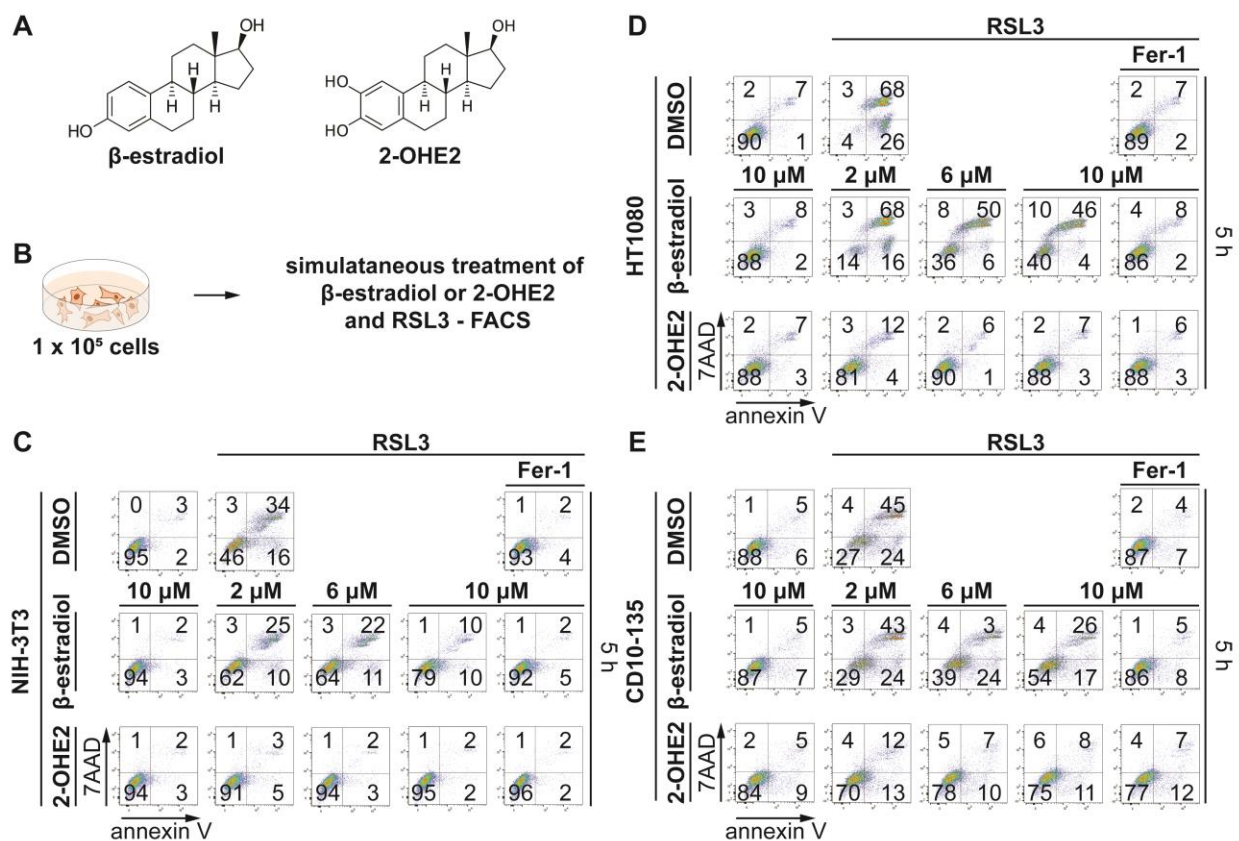 A
OH
HO
H
H
H
β-estradiol
OH
HO
HO
H
H
H
2-OHE2
B
1 x 10⁵ cells
simulataneous treatment of
β-estradiol or 2-OHE2
and RSL3 - FACS
C
RSL3
Fer-1
NIH-3T3
DMSO
0 3
95 2
3 34
46 16
1 2
93 4
10 µM 2 µM 6 µM 10 µM
β-estradiol
1 2
94 3
3 25
62 10
3 22
64 11
1 10
79 10
1 2
92 5
2-OHE2
1 2
94 3
1 3
91 5
1 2
94 3
1 2
95 2
1 2
96 2
7AAD
annexin V
5 h
D
RSL3
Fer-1
HT1080
DMSO
2 7
90 1
3 68
4 26
2 7
89 2
10 µM 2 µM 6 µM 10 µM
β-estradiol
3 8
88 2
3 68
14 16
8 50
36 6
10 46
40 4
4 8
86 2
2-OHE2
2 7
88 3
3 12
81 4
2 6
90 1
2 7
88 3
1 6
88 3
7AAD
annexin V
5 h
E
RSL3
Fer-1
CD10-135
DMSO
1 5
88 6
4 45
27 24
2 4
87 7
10 µM 2 µM 6 µM 10 µM
β-estradiol
1 5
87 7
3 43
29 24
4 3
39 24
4 26
54 17
1 5
86 8
2-OHE2
2 5
84 9
4 12
70 13
5 7
78 10
6 8
75 11
4 7
77 12
7AAD
annexin V
5 h